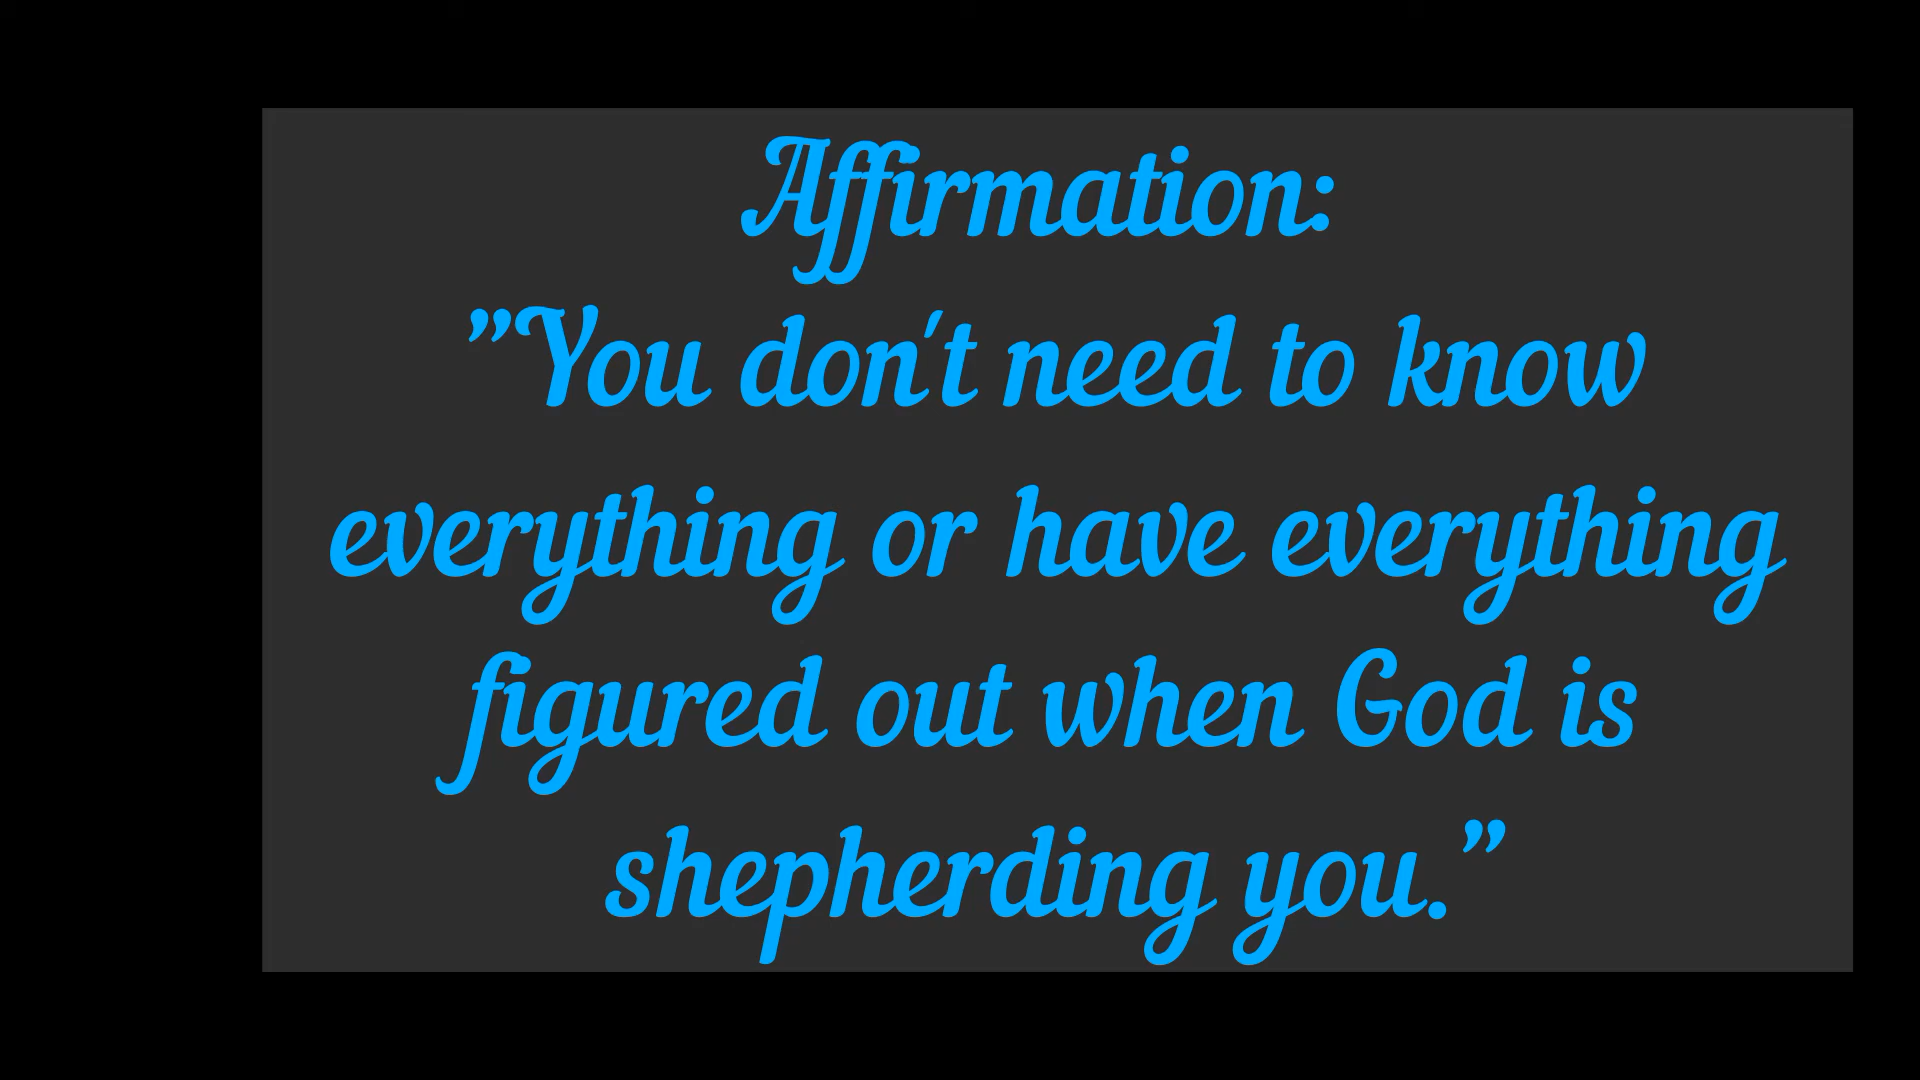 Affirmation:
”You don't need to know
everything or have everything
figured out when God is
shepherding you.”